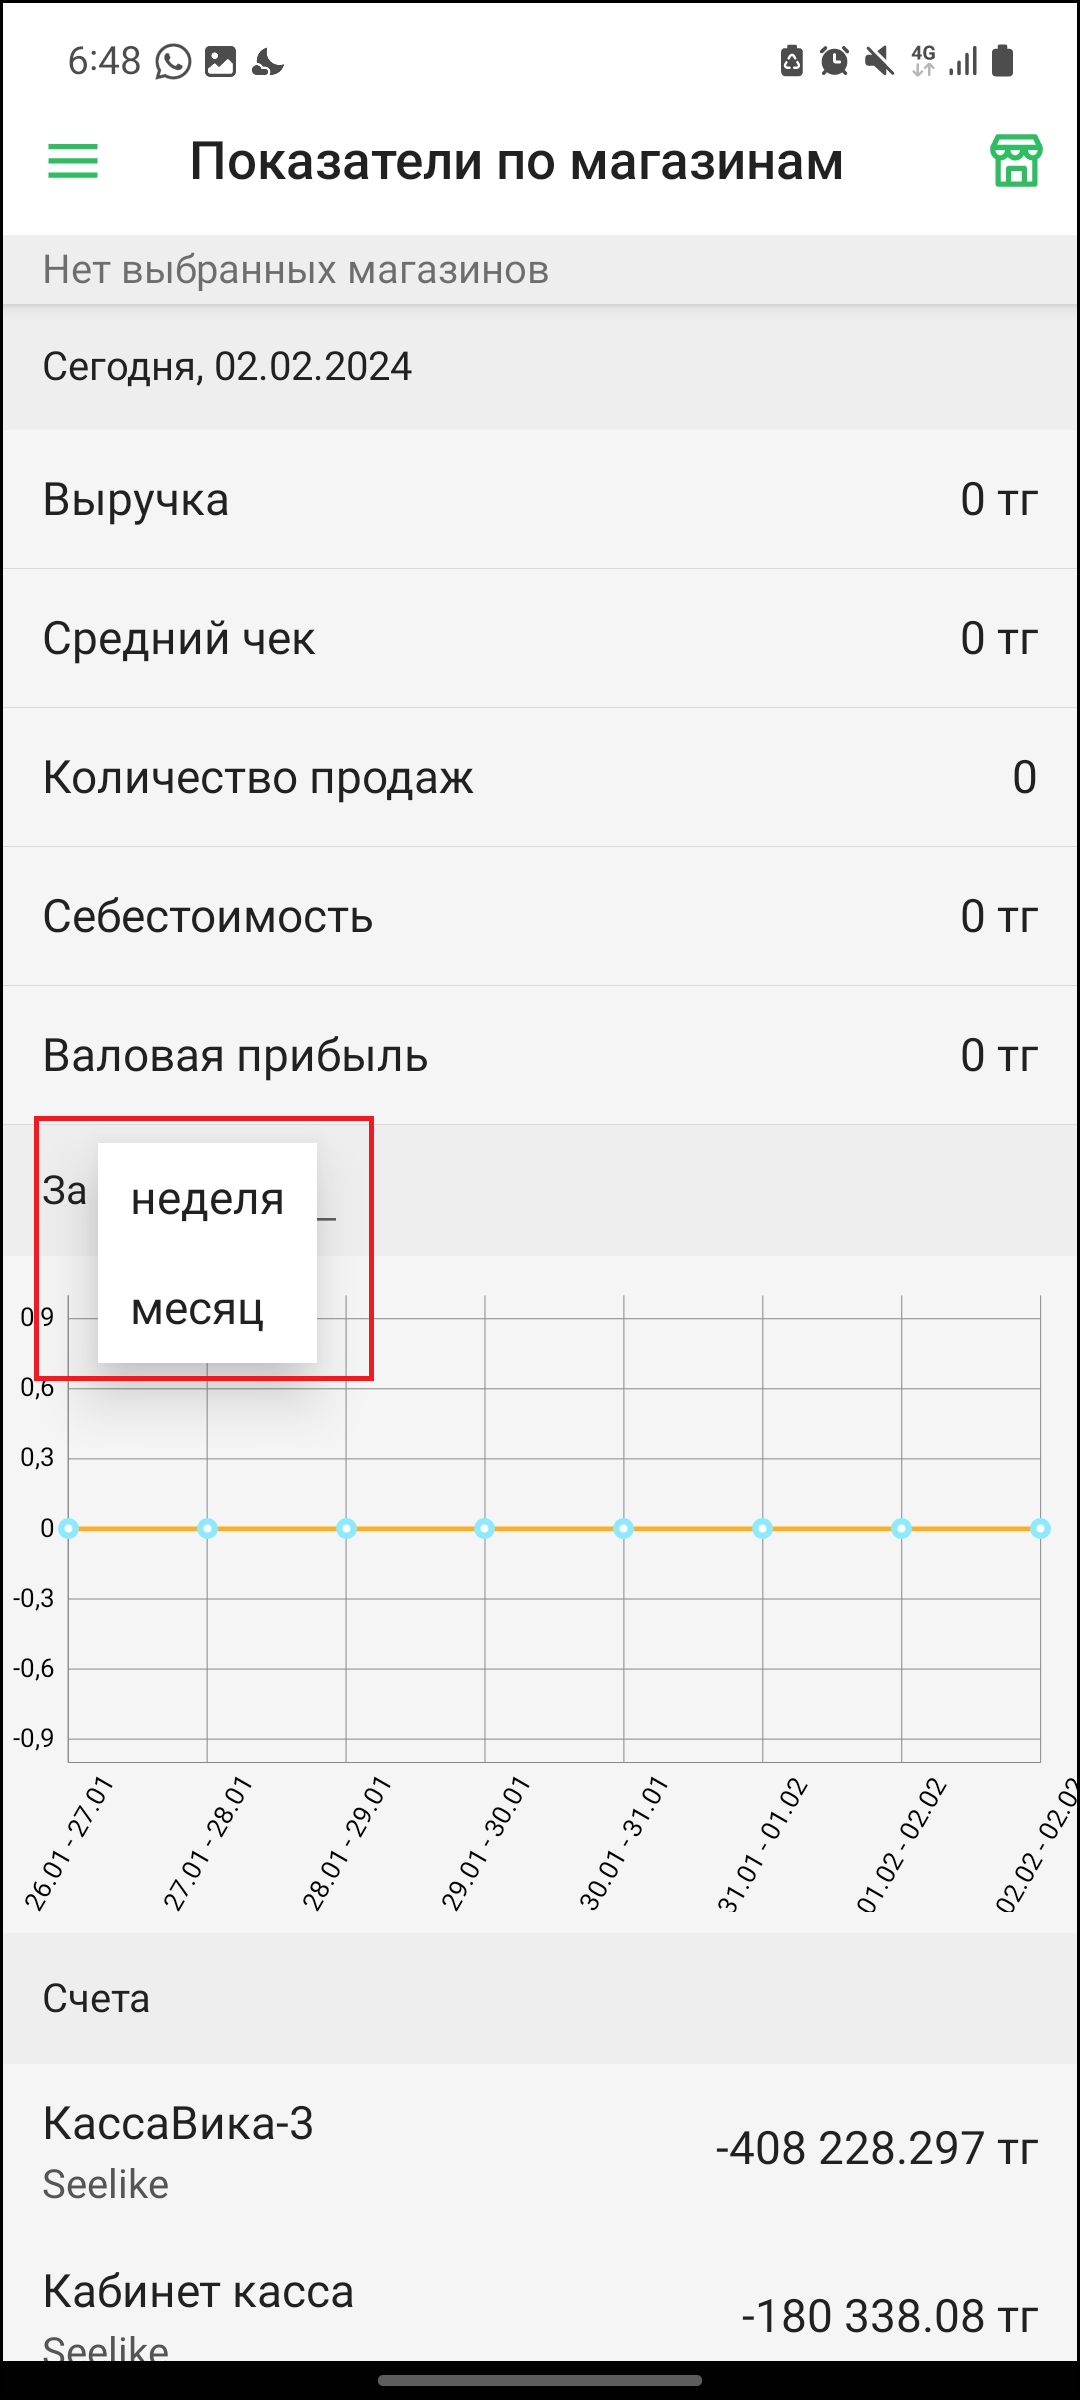 6:48 4G
Показатели по магазинам
Нет выбранных магазинов
Сегодня, 02.02.2024
Выручка 0 тг
Средний чек 0 тг
Количество продаж 0
Себестоимость 0 тг
Валовая прибыль 0 тг
За неделя
месяц
0,9
0,6
0,3
0
-0,3
-0,6
-0,9
26.01 - 27.01 27.01 - 28.01 28.01 - 29.01 29.01 - 30.01 30.01 - 31.01 31.01 - 01.02 01.02 - 02.02 02.02 - 02.02
Счета
КассаВика-3 -408 228.297 тг
Seelike
Кабинет касса -180 338.08 тг
Seelike